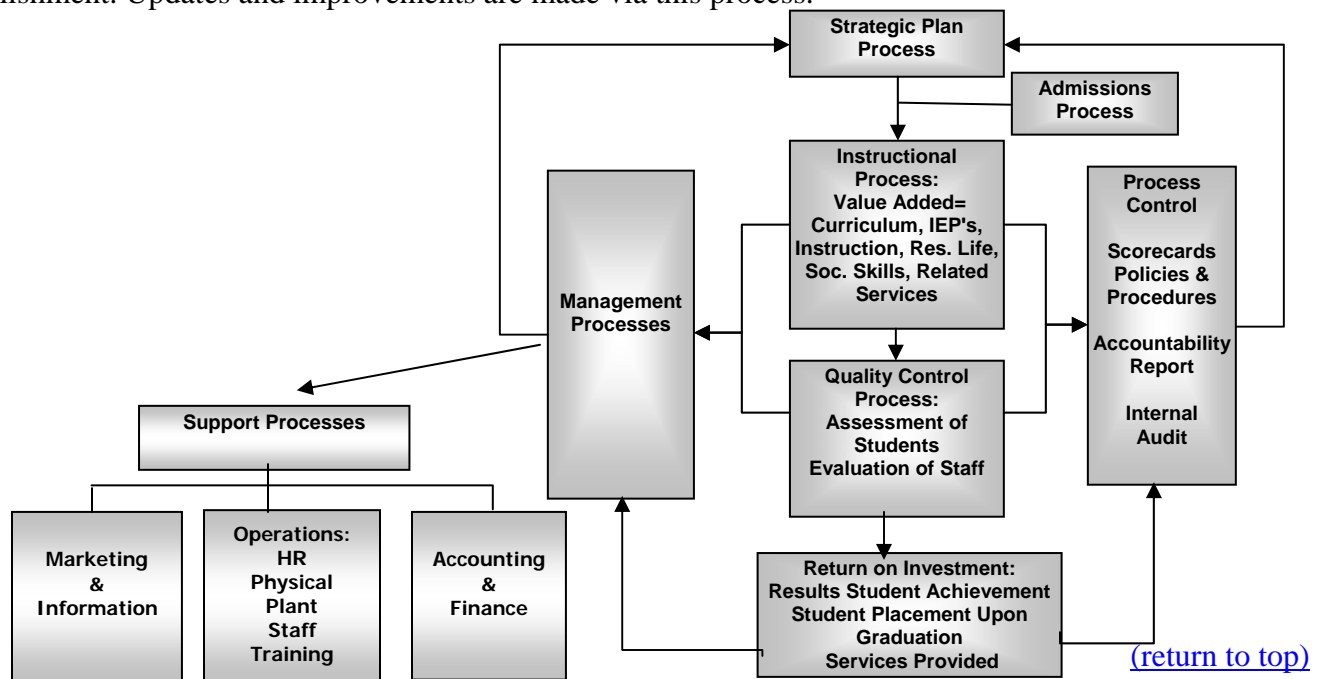 lishment. Updates and improvements are made via this process.
Strategic Plan
Process
Admissions
Process
Instructional
Process:
Value Added=
Curriculum, IEP's,
Instruction, Res. Life,
Soc. Skills, Related
Services
Process
Control
Scorecards
Policies &
Procedures
Accountability
Report
Internal
Audit
Management
Processes
Quality Control
Process:
Assessment of
Students
Evaluation of Staff
Support Processes
Marketing
&
Information
Operations:
HR
Physical
Plant
Staff
Training
Accounting
&
Finance
Return on Investment:
Results Student Achievement
Student Placement Upon
Graduation
Services Provided
(return to top)